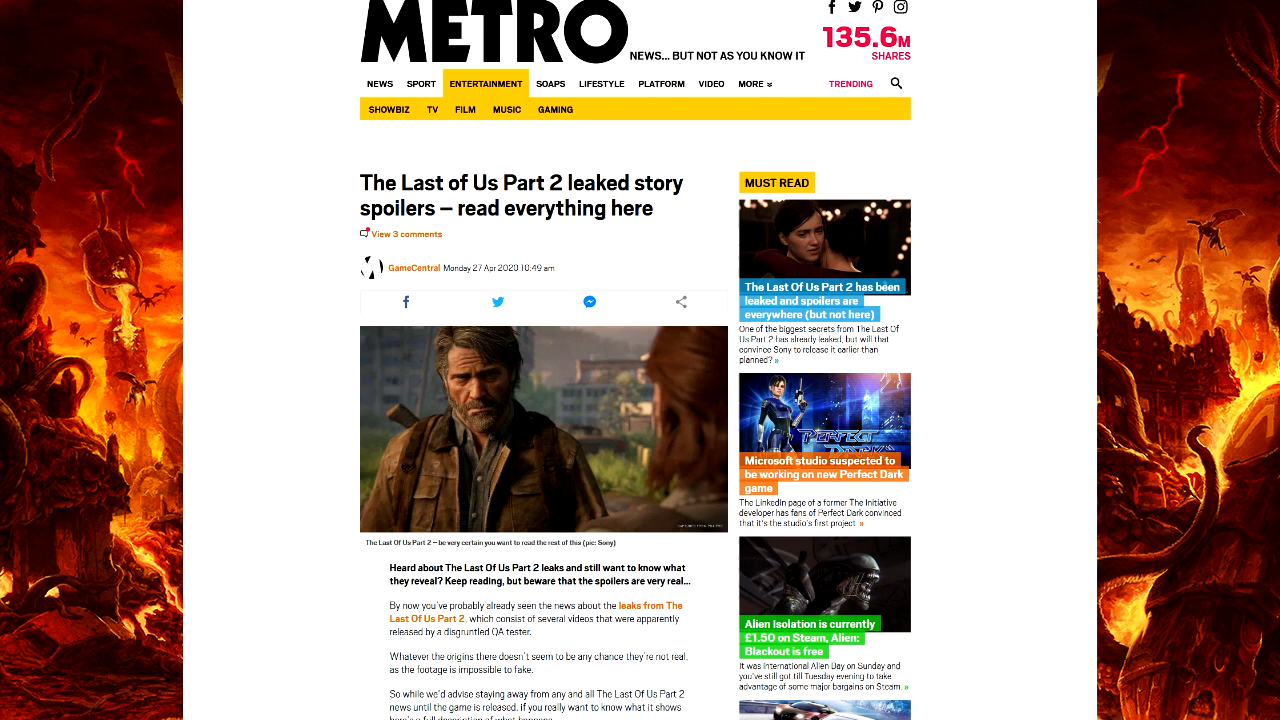 METRO
NEWS... BUT NOT AS YOU KNOW IT
135.6M
SHARES
NEWS SPORT ENTERTAINMENT SOAPS LIFESTYLE PLATFORM VIDEO MORE TRENDING
SHOWBIZ TV FILM MUSIC GAMING
The Last of Us Part 2 leaked story
spoilers – read everything here
View 3 comments
GameCentral Monday 27 Apr 2020 10:49 am
The Last Of Us Part 2 – be very certain you want to read the rest of this (pic: Sony)
Heard about The Last Of Us Part 2 leaks and still want to know what
they reveal? Keep reading, but beware that the spoilers are very real…
By now you've probably already seen the news about the leaks from The
Last Of Us Part 2, which consist of several videos that were apparently
released by a disgruntled QA tester.
Whatever the origins there doesn't seem to be any chance they're not real,
as the footage is impossible to fake.
So while we'd advise staying away from any and all The Last Of Us Part 2
news until the game is released, if you really want to know what it shows
here's a full description of what happens
MUST READ
The Last Of Us Part 2 has been
leaked and spoilers are
everywhere (but not here)
One of the biggest secrets from The Last Of
Us Part 2 has already leaked, but will that
convince Sony to release it earlier than
planned? »
PERFECT
DARK
Microsoft studio suspected to
be working on new Perfect Dark
game
The LinkedIn page of a former The Initiative
developer has fans of Perfect Dark convinced
that it's the studio's first project »
Alien Isolation is currently
£1.50 on Steam, Alien:
Blackout is free
It was International Alien Day on Sunday and
you've still got till Tuesday evening to take
advantage of some major bargains on Steam. »